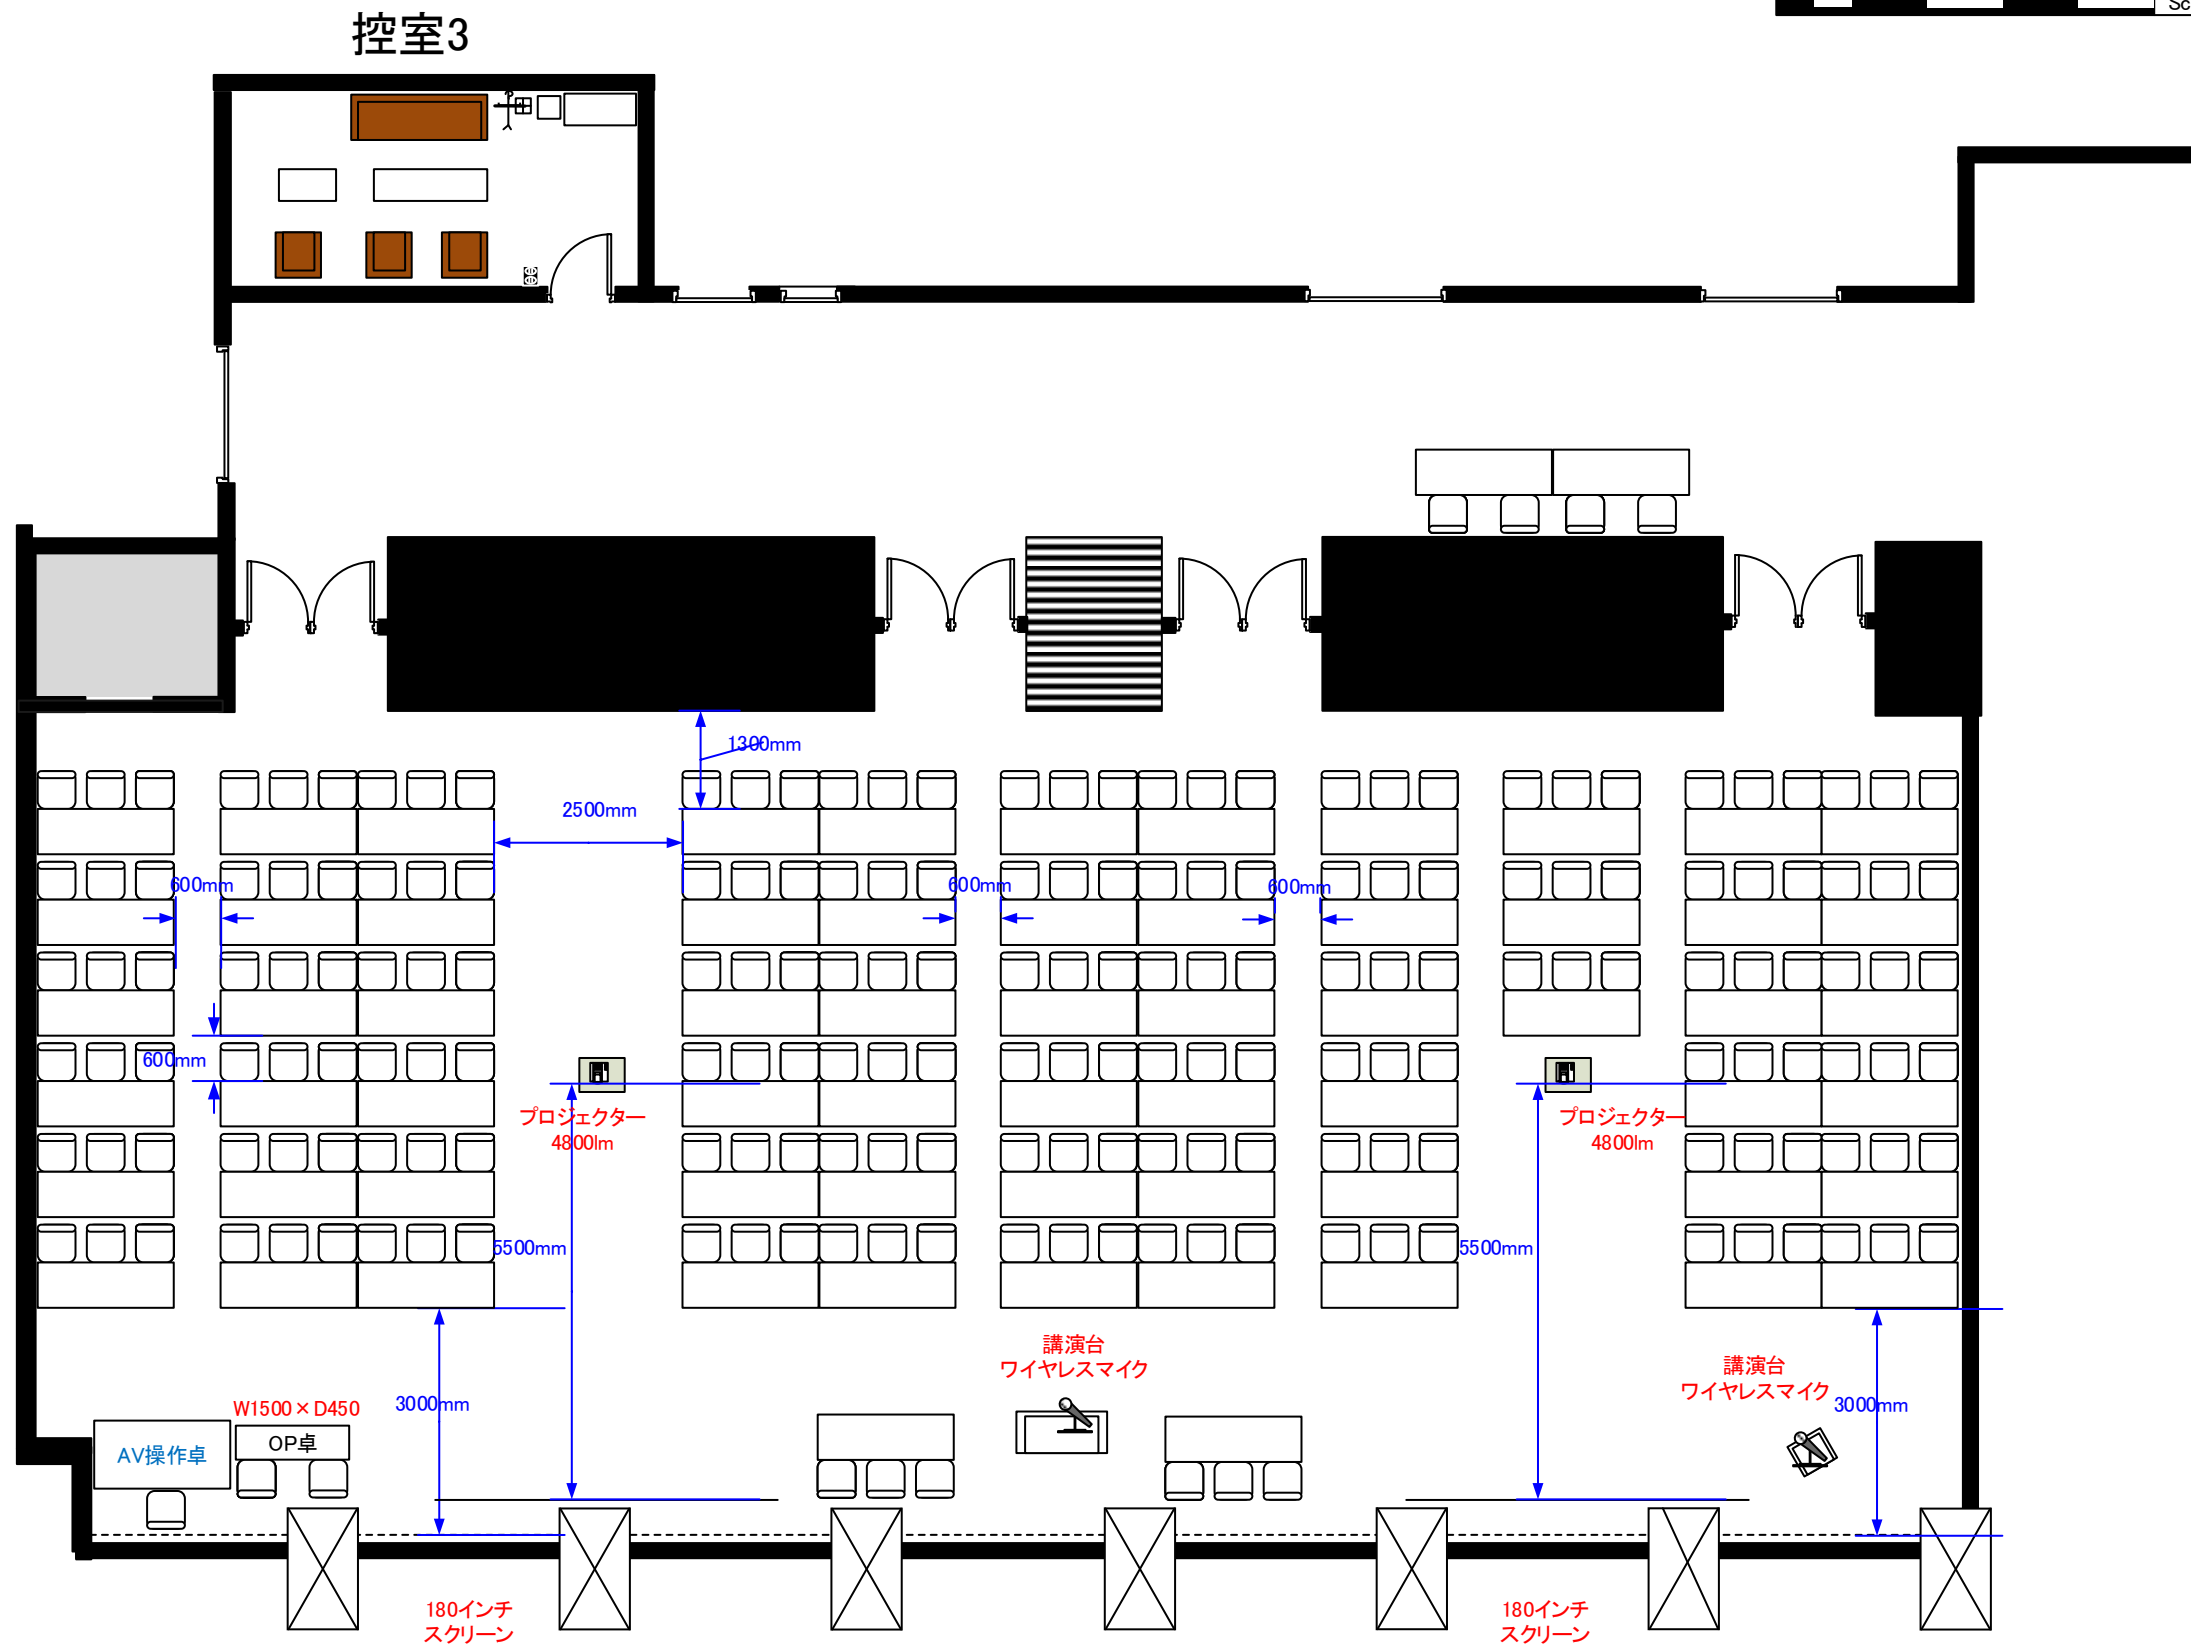 控室3
Sc
1300mm
2500mm
600mm
600mm
600mm
600mm
プロジェクター
4800lm
プロジェクター
4800lm
5500mm
5500mm
講演台
ワイヤレスマイク
講演台
ワイヤレスマイク
W1500×D450
3000mm
3000mm
OP卓
AV操作卓
180インチ
スクリーン
180インチ
スクリーン